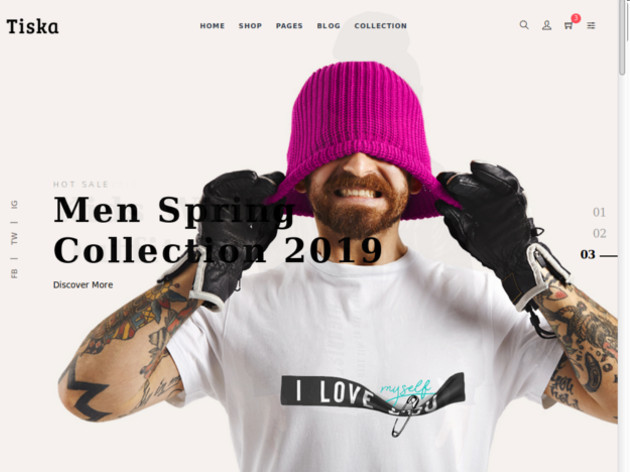 Tiska
HOME SHOP PAGES BLOG COLLECTION
3
HOT SALE
Men Spring
Collection 2019
Discover More
IG
TW
FB
01
02
03
I LOVE
myself